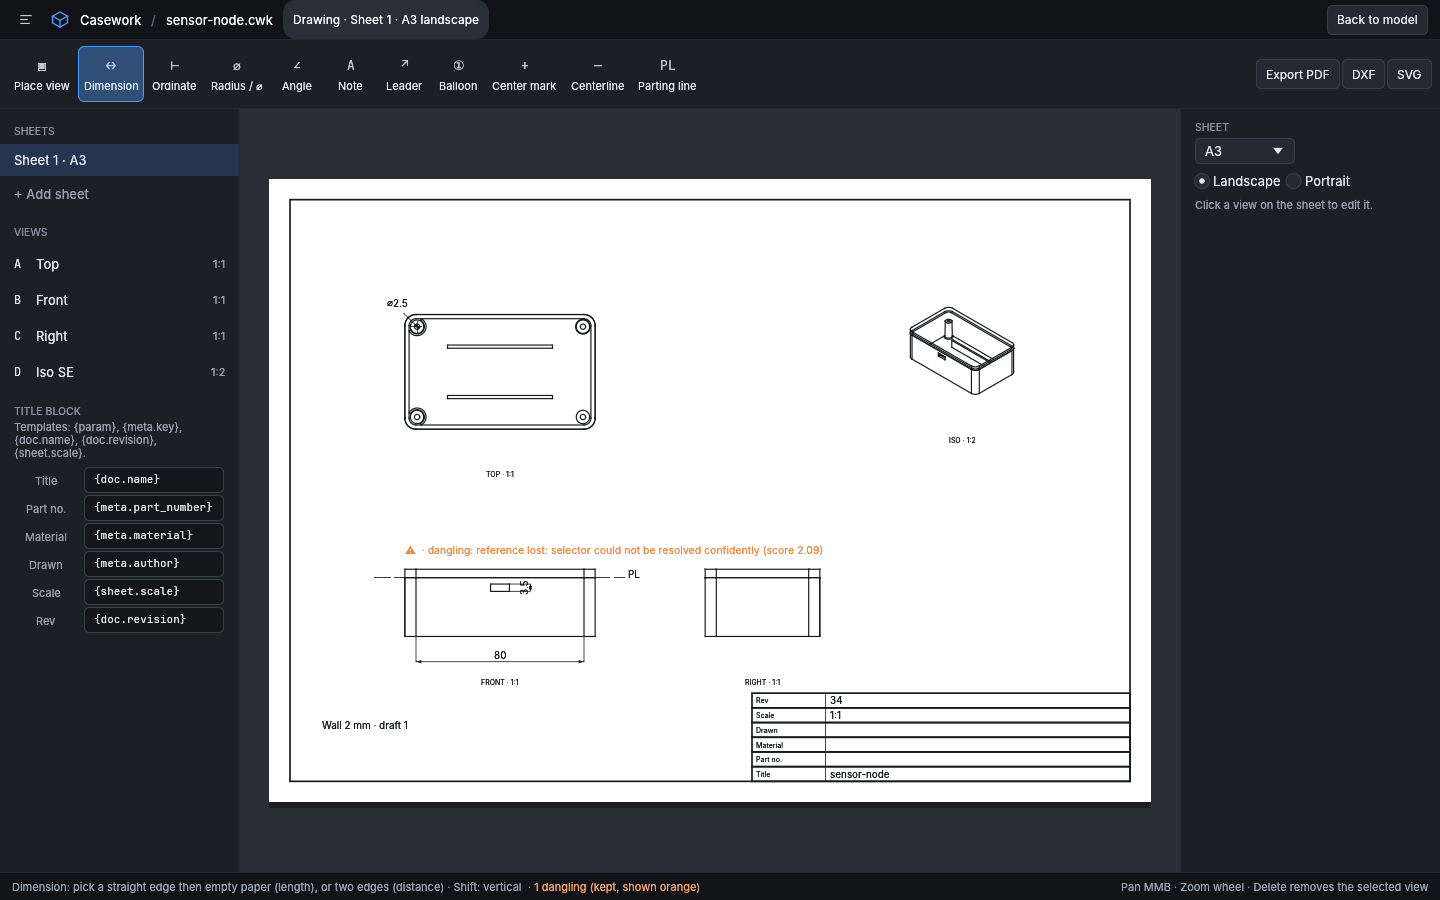 Casework / sensor-node.cwk
Drawing · Sheet 1 · A3 landscape
Back to model
Place view
Dimension
Ordinate
Radius / ⌀
Angle
A
Note
Leader
①
Balloon
Center mark
Centerline
PL
Parting line
Export PDF
DXF
SVG
SHEETS
Sheet 1 · A3
+ Add sheet
VIEWS
A Top 1:1
B Front 1:1
C Right 1:1
D Iso SE 1:2
TITLE BLOCK
Templates: {param}, {meta.key},
{doc.name}, {doc.revision},
{sheet.scale}.
Title {doc.name}
Part no. {meta.part_number}
Material {meta.material}
Drawn {meta.author}
Scale {sheet.scale}
Rev {doc.revision}
⌀2.5
TOP · 1:1
ISO · 1:2
⚠ · dangling: reference lost: selector could not be resolved confidently (score 2.09)
PL
3.5
80
FRONT · 1:1
RIGHT · 1:1
Wall 2 mm · draft 1
Rev 34
Scale 1:1
Drawn
Material
Part no.
Title sensor-node
SHEET
A3
Landscape Portrait
Click a view on the sheet to edit it.
Dimension: pick a straight edge then empty paper (length), or two edges (distance) · Shift: vertical · 1 dangling (kept, shown orange)
Pan MMB · Zoom wheel · Delete removes the selected view